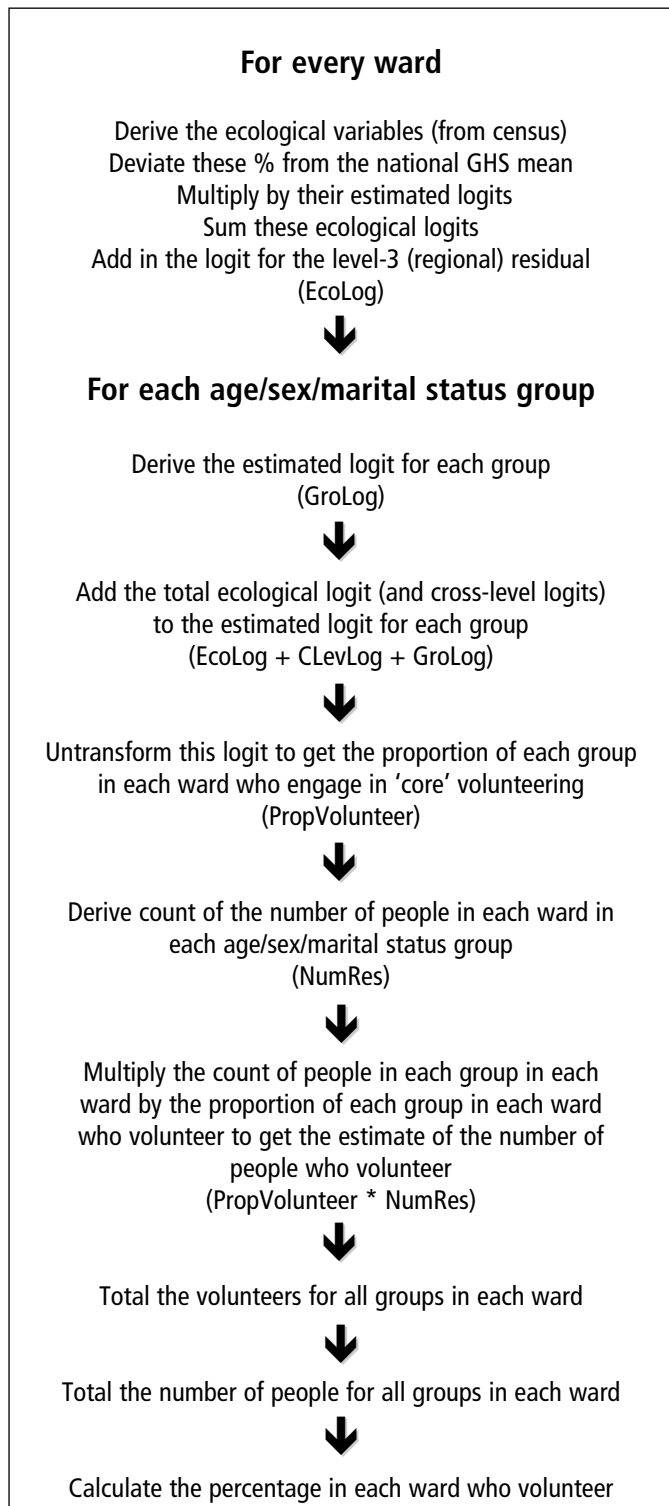 For every ward
Derive the ecological variables (from census)
Deviate these % from the national GHS mean
Multiply by their estimated logits
Sum these ecological logits
Add in the logit for the level-3 (regional) residual
(EcoLog)
For each age/sex/marital status group
Derive the estimated logit for each group
(GroLog)
Add the total ecological logit (and cross-level logits)
to the estimated logit for each group
(EcoLog + CLevLog + GroLog)
Untransform this logit to get the proportion of each group
in each ward who engage in ‘core’ volunteering
(PropVolunteer)
Derive count of the number of people in each ward in
each age/sex/marital status group
(NumRes)
Multiply the count of people in each group in each
ward by the proportion of each group in each ward
who volunteer to get the estimate of the number of
people who volunteer
(PropVolunteer * NumRes)
Total the volunteers for all groups in each ward
Total the number of people for all groups in each ward
Calculate the percentage in each ward who volunteer